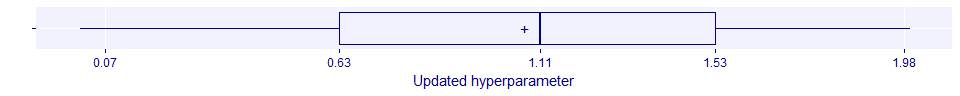 0.07 0.63 1.11 1.53 1.98
Updated hyperparameter